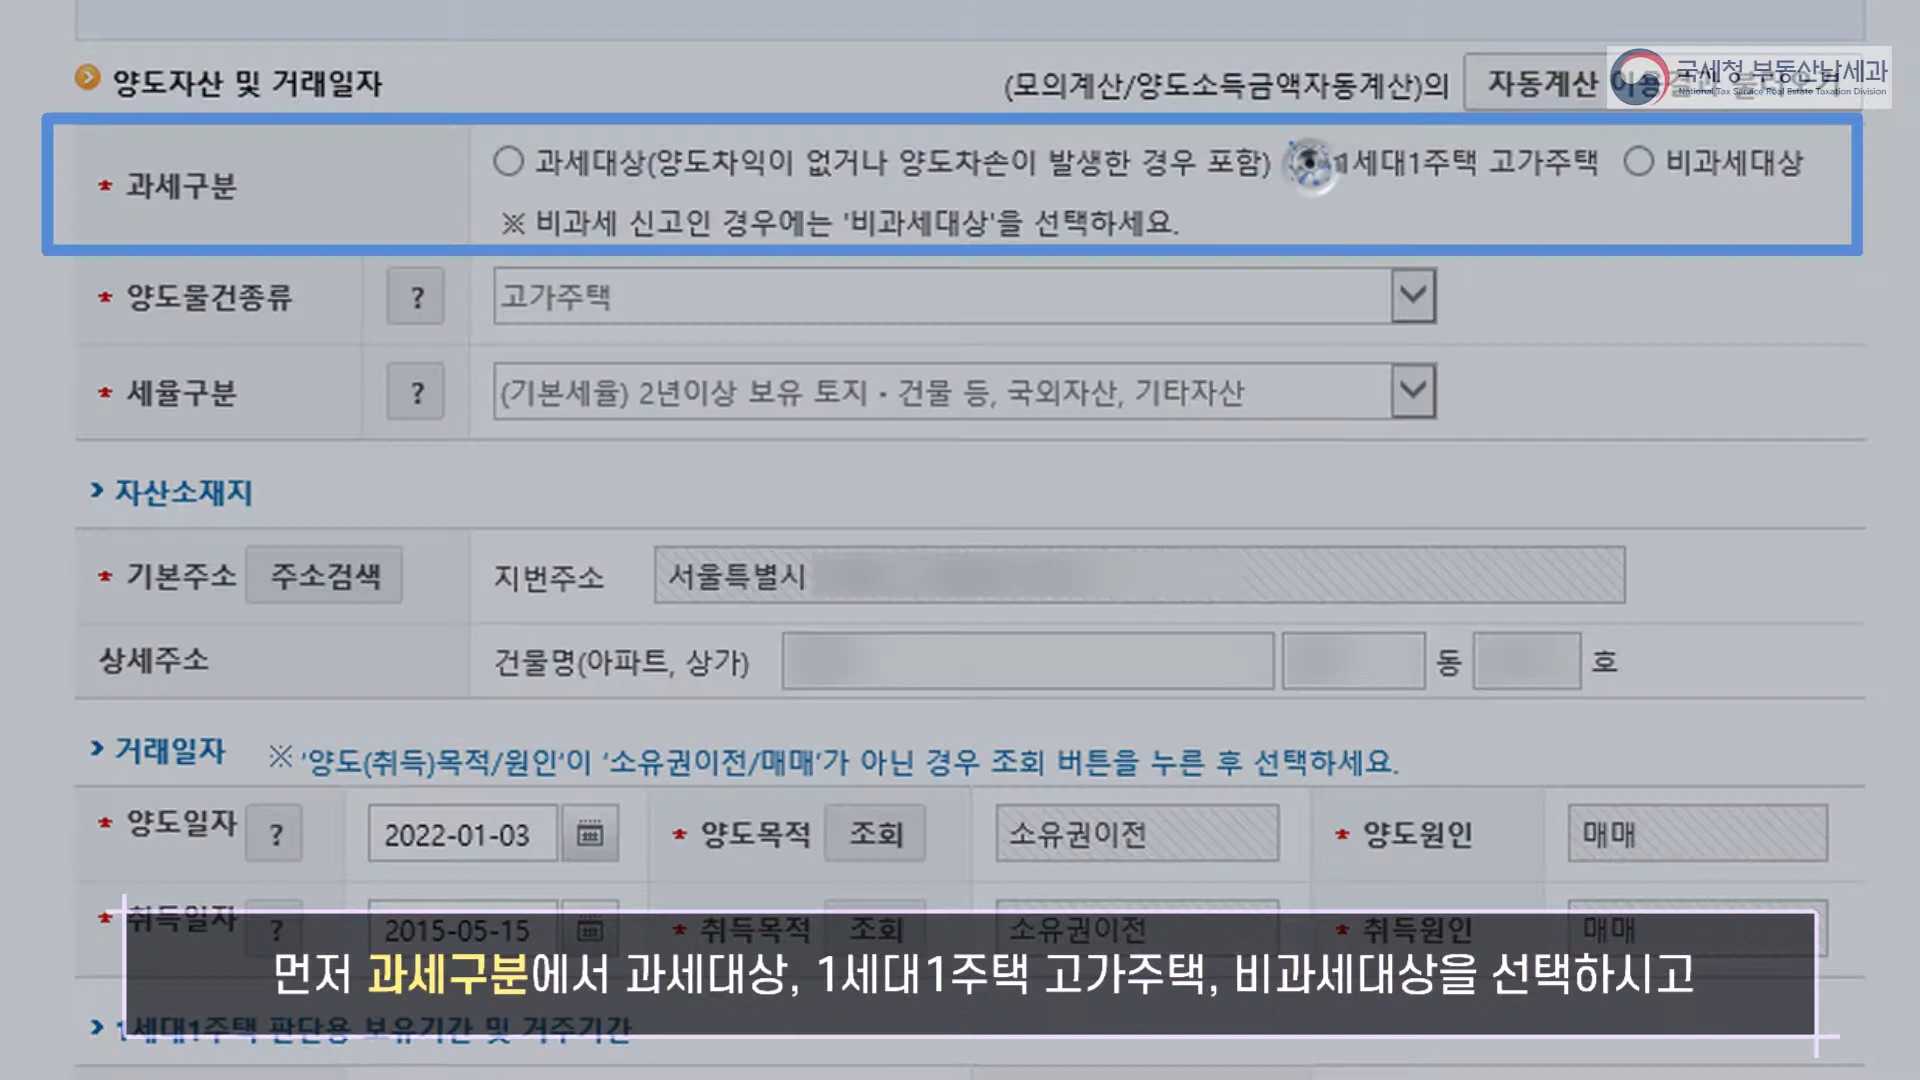 양도자산 및 거래일자
(모의계산/양도소득금액자동계산)의 자동계산
국세청 부동산납세과
National Tax Service Real Estate Taxation Division
* 과세구분
과세대상(양도차익이 없거나 양도차손이 발생한 경우 포함) 1세대1주택 고가주택 비과세대상
※ 비과세 신고인 경우에는 '비과세대상'을 선택하세요.
* 양도물건종류 ? 고가주택
* 세율구분 ? (기본세율) 2년이상 보유 토지·건물 등, 국외자산, 기타자산
자산소재지
* 기본주소 주소검색 지번주소 서울특별시
상세주소 건물명(아파트, 상가) 동 호
거래일자 ※ '양도(취득)목적/원인'이 '소유권이전/매매'가 아닌 경우 조회 버튼을 누른 후 선택하세요.
* 양도일자 ? 2022-01-03 * 양도목적 조회 소유권이전 * 양도원인 매매
* 취득일자 ? 2015-05-15 * 취득목적 조회 소유권이전 * 취득원인 매매
먼저 과세구분에서 과세대상, 1세대1주택 고가주택, 비과세대상을 선택하시고
1세대1주택 판단용 보유기간 및 거주기간